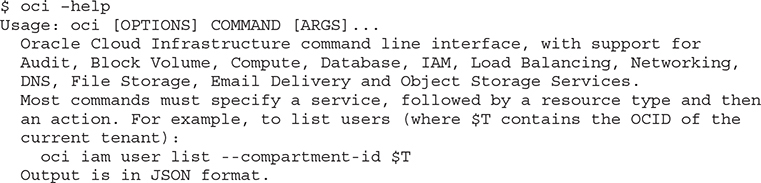 $ oci -help
Usage: oci [OPTIONS] COMMAND [ARGS]...
Oracle Cloud Infrastructure command line interface, with support for
Audit, Block Volume, Compute, Database, IAM, Load Balancing, Networking,
DNS, File Storage, Email Delivery and Object Storage Services.
Most commands must specify a service, followed by a resource type and then
an action. For example, to list users (where $T contains the OCID of the
current tenant):
oci iam user list --compartment-id $T
Output is in JSON format.